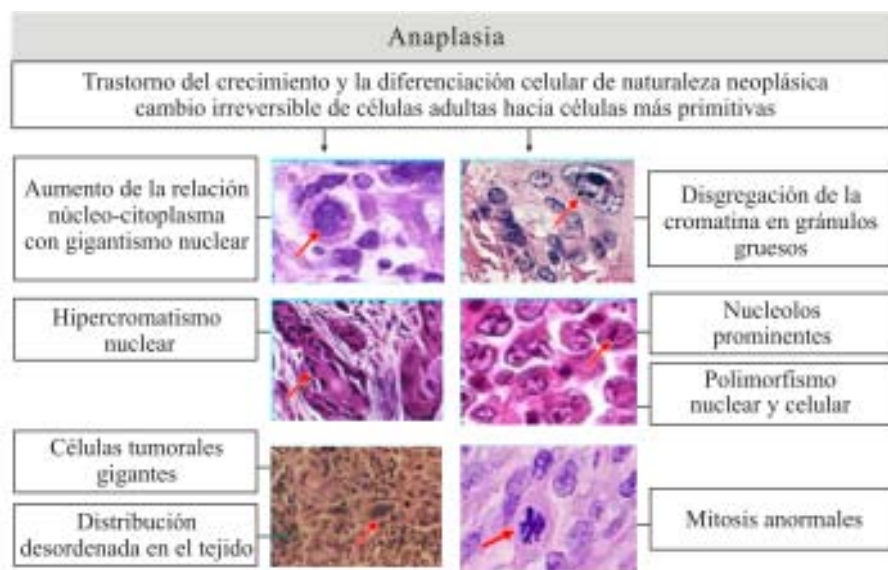 Anaplasia
Trastorno del crecimiento y la diferenciación celular de naturaleza neoplásica
cambio irreversible de células adultas hacia células más primitivas
Aumento de la relación
núcleo-citoplasma
con gigantismo nuclear
Disgregación de la
cromatina en gránulos
gruesos
Hipercromatismo
nuclear
Nucleolos
prominentes
Polimorfismo
nuclear y celular
Células tumorales
gigantes
Distribución
desordenada en el tejido
Mitosis anormales